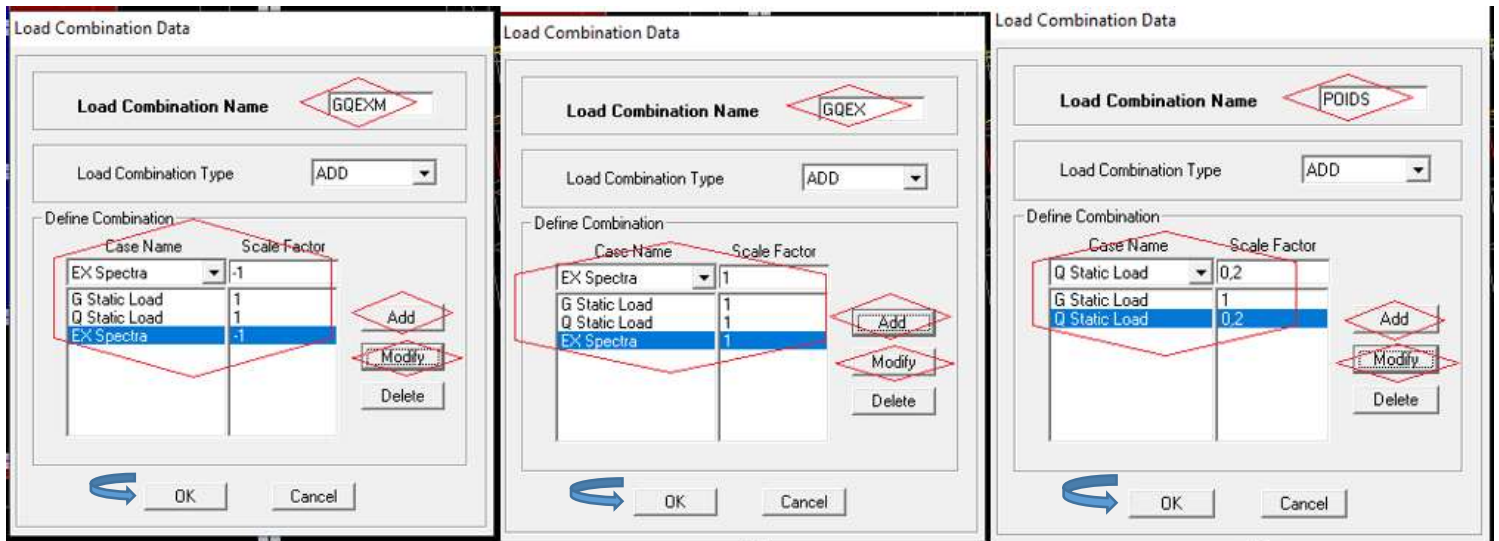 Load Combination Data
Load Combination Name GQEXM
Load Combination Type ADD
Define Combination
Case Name Scale Factor
EX Spectra -1
G Static Load 1
Q Static Load 1
EX Spectra -1
Add
Modify
Delete
OK Cancel
Load Combination Data
Load Combination Name GQEX
Load Combination Type ADD
Define Combination
Case Name Scale Factor
EX Spectra 1
G Static Load 1
Q Static Load 1
EX Spectra 1
Add
Modify
Delete
OK Cancel
Load Combination Data
Load Combination Name POIDS
Load Combination Type ADD
Define Combination
Case Name Scale Factor
Q Static Load 0,2
G Static Load 1
Q Static Load 0,2
Add
Modify
Delete
OK Cancel